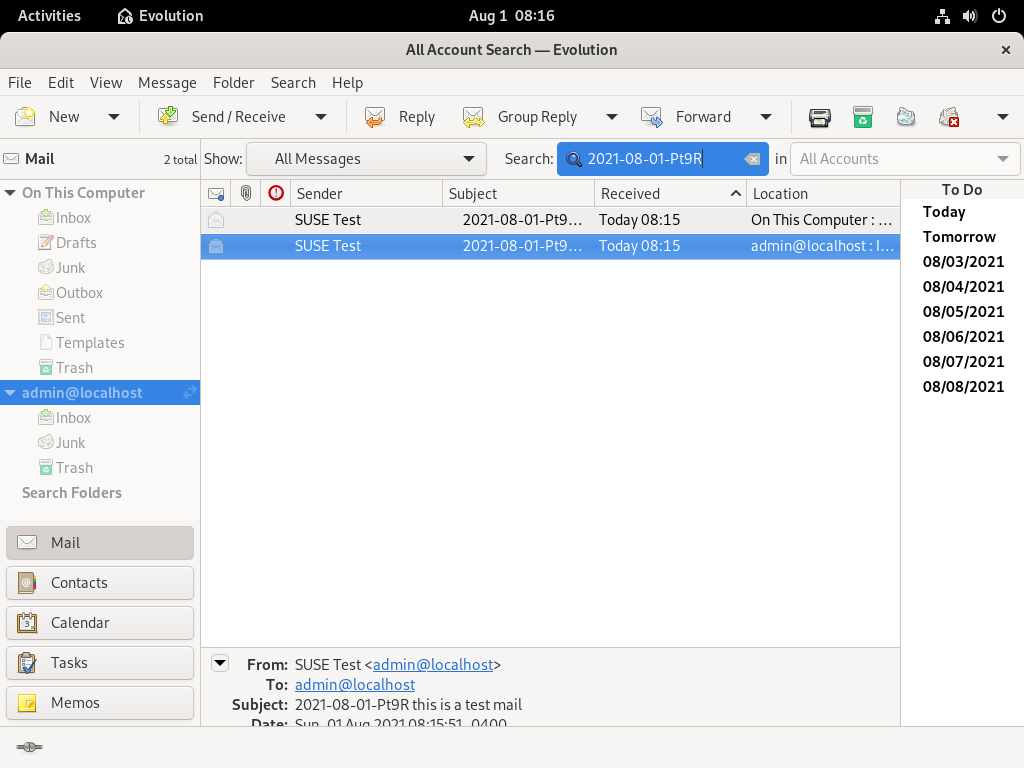 Activities Evolution Aug 1 08:16
All Account Search — Evolution
File Edit View Message Folder Search Help
New Send / Receive Reply Group Reply Forward
Mail 2 total Show: All Messages Search: 2021-08-01-Pt9R in All Accounts
On This Computer
Inbox
Drafts
Junk
Outbox
Sent
Templates
Trash
admin@localhost
Inbox
Junk
Trash
Search Folders
Mail
Contacts
Calendar
Tasks
Memos
Sender Subject Received Location
SUSE Test 2021-08-01-Pt9... Today 08:15 On This Computer : ...
SUSE Test 2021-08-01-Pt9... Today 08:15 admin@localhost : I...
From: SUSE Test <admin@localhost>
To: admin@localhost
Subject: 2021-08-01-Pt9R this is a test mail
Date: Sun, 01 Aug 2021 08:15:51 -0400
To Do
Today
Tomorrow
08/03/2021
08/04/2021
08/05/2021
08/06/2021
08/07/2021
08/08/2021